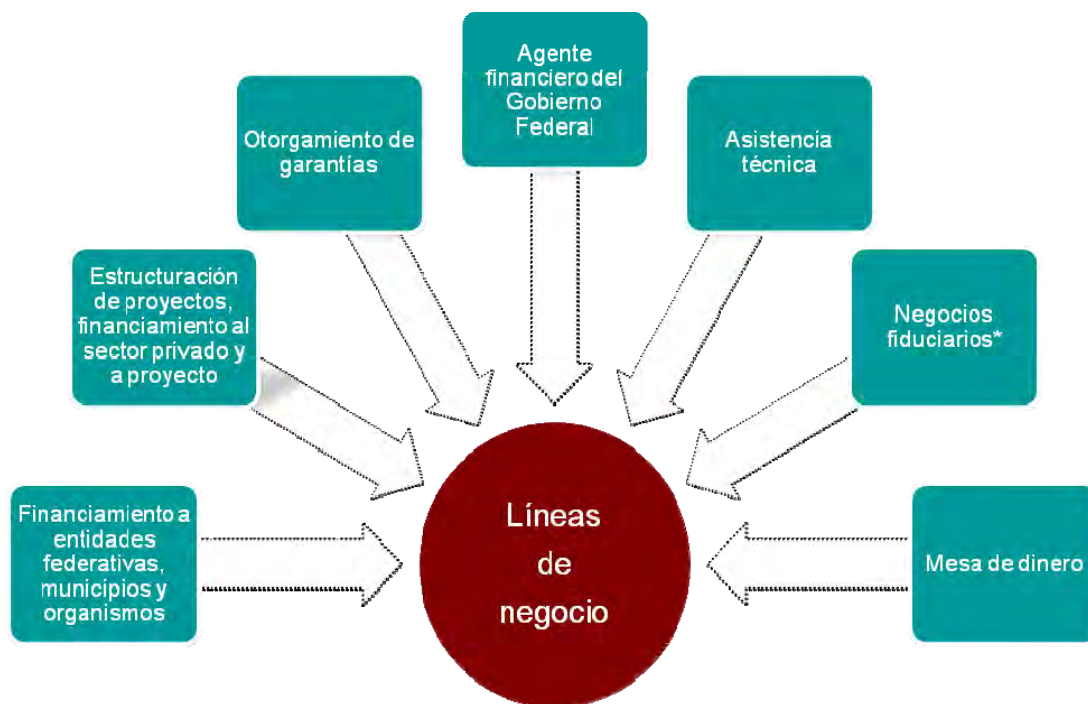 Agente
financiero del
Gobierno
Federal
Otorgamiento de
garantías
Asistencia
técnica
Estructuración
de proyectos,
financiamiento al
sector privado y
a proyecto
Negocios
fiduciarios*
Financiamiento a
entidades
federativas,
municipios y
organismos
Líneas
de
negocio
Mesa de dinero